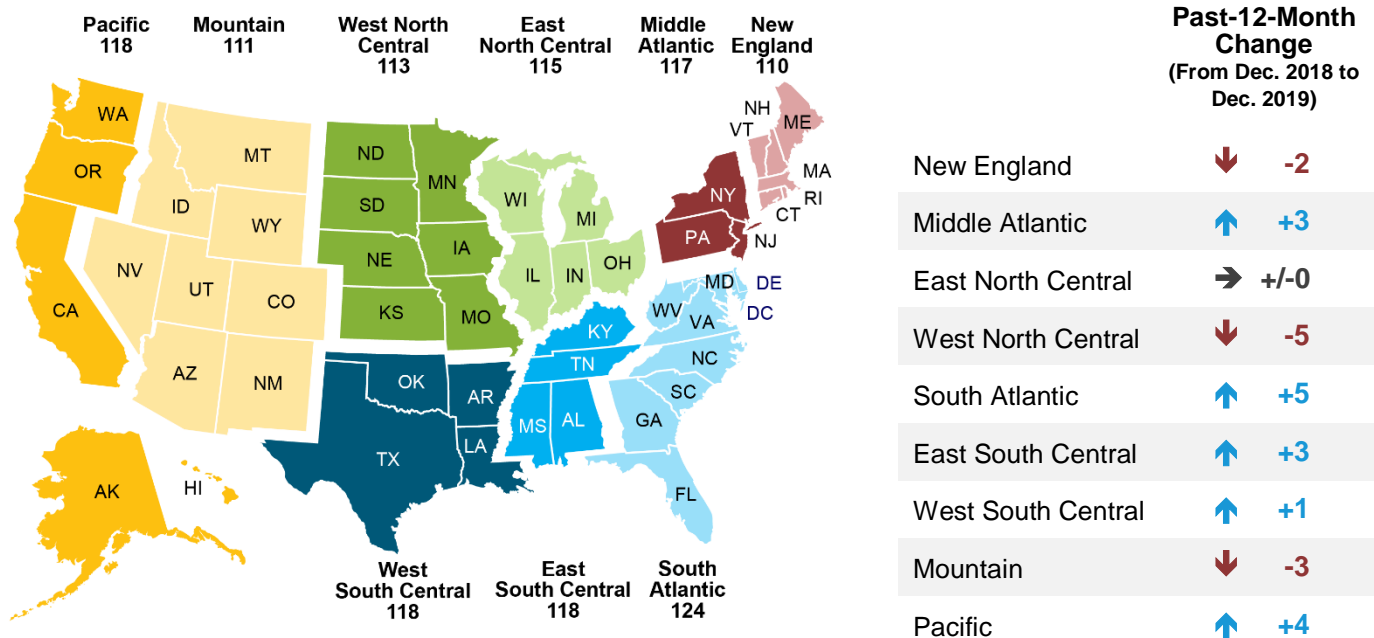 Pacific
118
Mountain
111
West North
Central
113
East
North Central
115
Middle
Atlantic
117
New
England
110
WA
OR
CA
AK
HI
MT
ID
WY
NV
UT
CO
AZ
NM
ND
SD
NE
KS
MN
IA
MO
WI
MI
IL
IN
OH
NY
PA
NJ
NH
VT
ME
MA
RI
CT
OK
AR
TX
LA
KY
TN
MS
AL
MD
DE
DC
WV
VA
NC
SC
GA
FL
West
South Central
118
East
South Central
118
South
Atlantic
124
Past-12-Month
Change
(From Dec. 2018 to
Dec. 2019)
New England -2
Middle Atlantic +3
East North Central +/-0
West North Central -5
South Atlantic +5
East South Central +3
West South Central +1
Mountain -3
Pacific +4